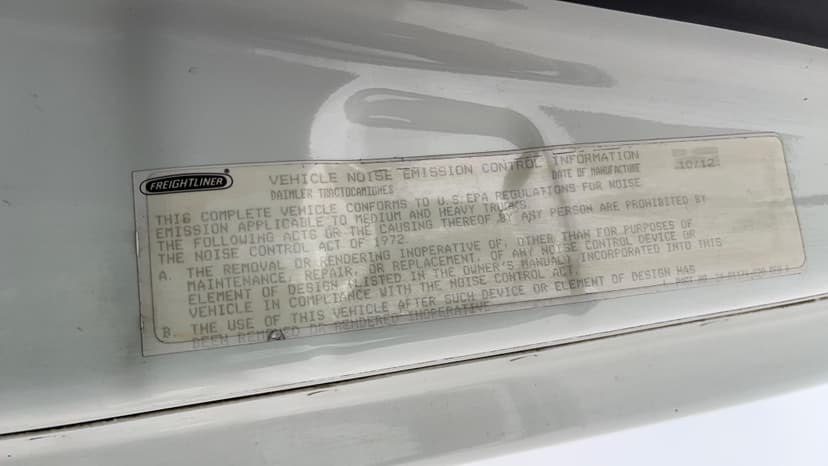 FREIGHTLINER
VEHICLE NOISE EMISSION CONTROL INFORMATION
DAIMLER TRACTOCAMIONES
DATE OF MANUFACTURE
10/12
THIS COMPLETE VEHICLE CONFORMS TO U.S.EPA REGULATIONS FOR NOISE
EMISSION APPLICABLE TO MEDIUM AND HEAVY TRUCKS.
THE FOLLOWING ACTS OR THE CAUSING THEREOF BY ANY PERSON ARE PROHIBITED BY
THE NOISE CONTROL ACT OF 1972.
A. THE REMOVAL OR RENDERING INOPERATIVE OF, OTHER THAN FOR PURPOSES OF
MAINTENANCE, REPAIR, OR REPLACEMENT, OF ANY NOISE CONTROL DEVICE OR
ELEMENT OF DESIGN (LISTED IN THE OWNER'S MANUAL) INCORPORATED INTO THIS
VEHICLE IN COMPLIANCE WITH THE NOISE CONTROL ACT.
B. THE USE OF THIS VEHICLE AFTER SUCH DEVICE OR ELEMENT OF DESIGN HAS
BEEN REMOVED OR RENDERED INOPERATIVE
PART NO.